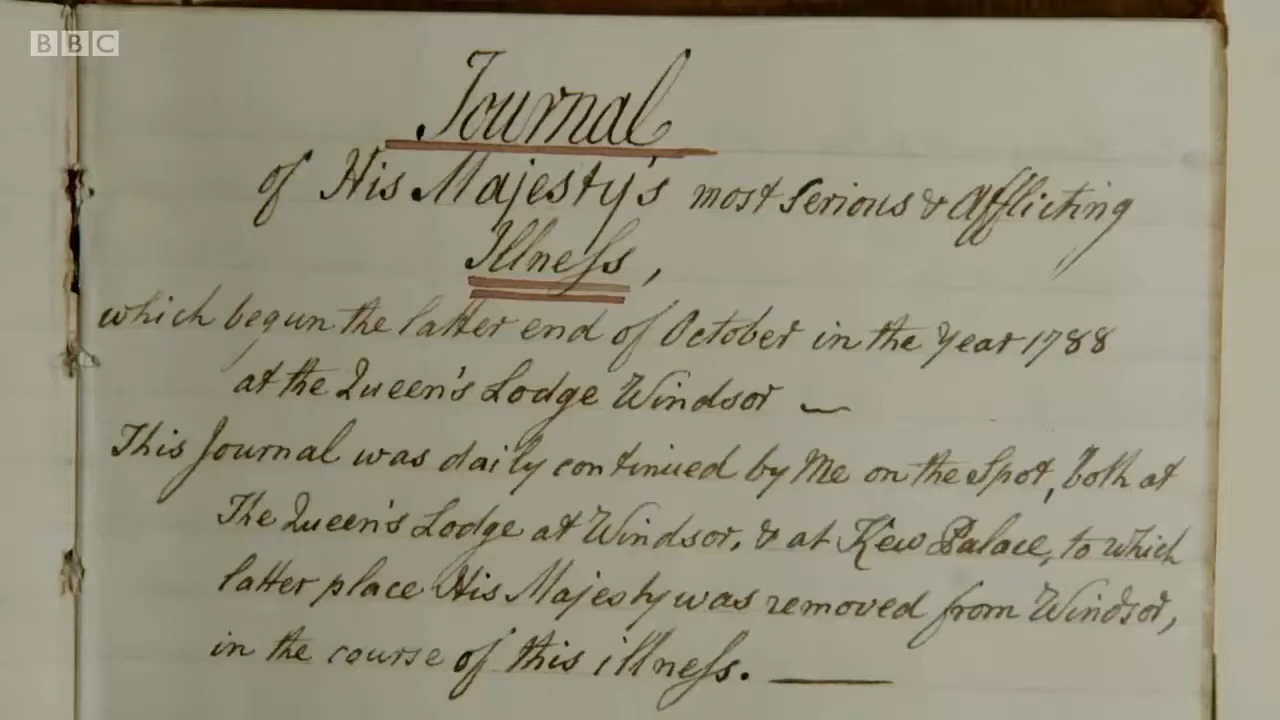 BBC
Journal
of His Majesty's most serious & Afflicting
Illneſs,
which begun the latter end of October in the Year 1788
at the Queen's Lodge Windsor —
This Journal was daily continued by Me on the Spot, both at
The Queen's Lodge at Windsor, & at Kew Palace, to which
latter place His Majesty was removed from Windsor,
in the course of this illneſs. ———